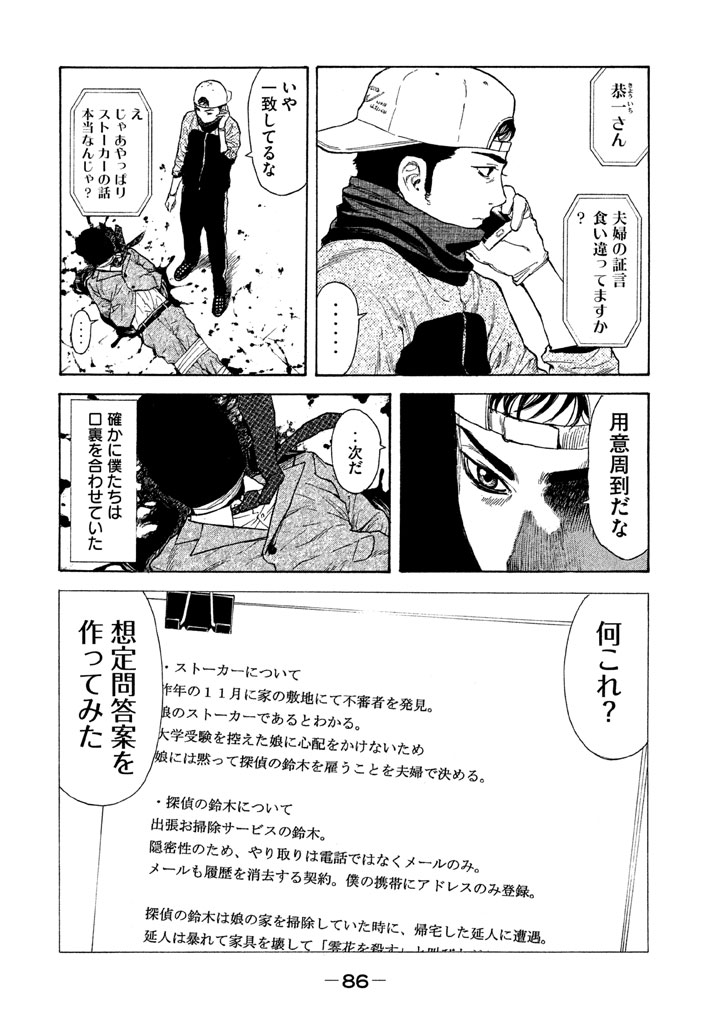 恭一さん
きょういち
夫婦の証言
食い違ってますか
？
・・・・・
いや
一致してるな
え
じゃあやっぱり
ストーカーの話
本当なんじゃ？
・・・
用意周到だな
・・次だ
確かに僕たちは
口裏を合わせていた
何これ？
想定問答案を
作ってみた
・ストーカーについて
昨年の１１月に家の敷地にて不審者を発見。
娘のストーカーであるとわかる。
大学受験を控えた娘に心配をかけないため
娘には黙って探偵の鈴木を雇うことを夫婦で決める。
・探偵の鈴木について
出張お掃除サービスの鈴木。
隠密性のため、やり取りは電話ではなくメールのみ。
メールも履歴を消去する契約。僕の携帯にアドレスのみ登録。
探偵の鈴木は娘の家を掃除していた時に、帰宅した延人に遭遇。
延人は暴れて家具を壊して「零花を殺す」と
－86－